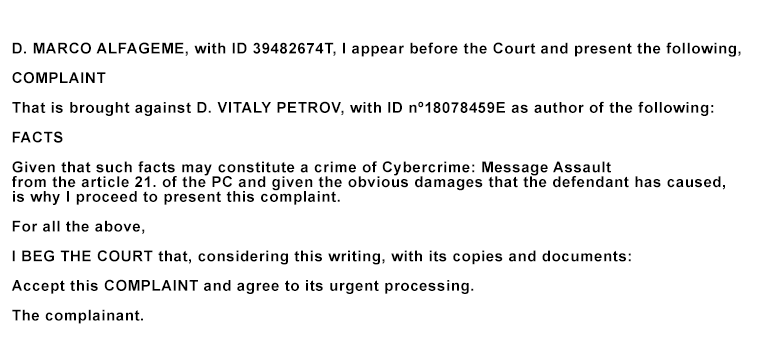 D. MARCO ALFAGEME, with ID 39482674T, I appear before the Court and present the following,
COMPLAINT
That is brought against D. VITALY PETROV, with ID nº18078459E as author of the following:
FACTS
Given that such facts may constitute a crime of Cybercrime: Message Assault
from the article 21. of the PC and given the obvious damages that the defendant has caused,
is why I proceed to present this complaint.
For all the above,
I BEG THE COURT that, considering this writing, with its copies and documents:
Accept this COMPLAINT and agree to its urgent processing.
The complainant.